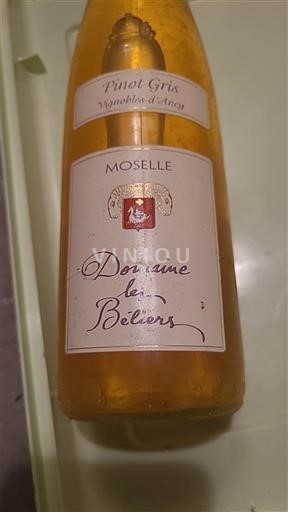 Pinot Gris
Vignobles d'Ancy
MOSELLE
VINIOU
Domaine
les
Béliers